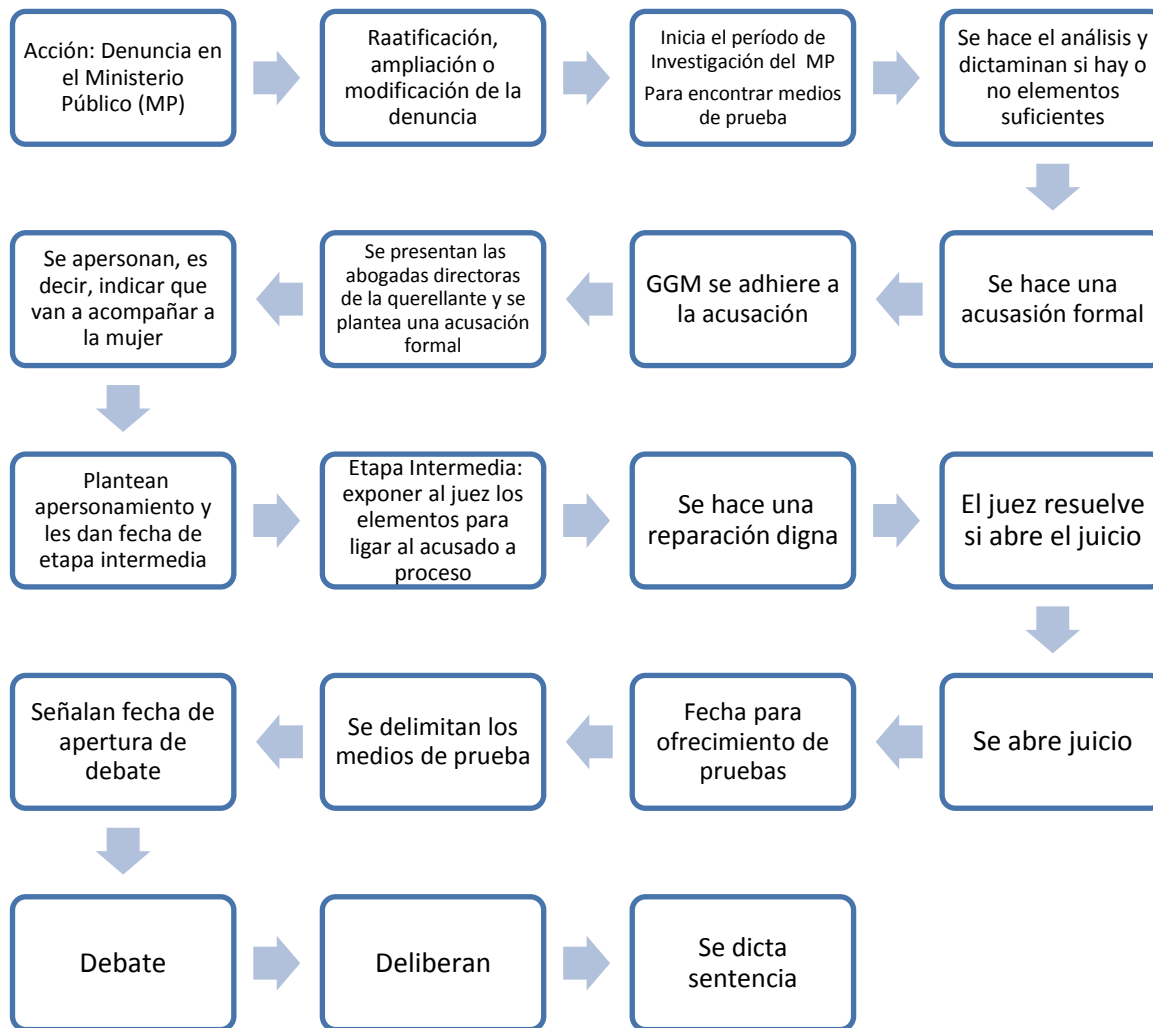 Acción: Denuncia en
el Ministerio
Público (MP)
Raatificación,
ampliación o
modificación de la
denuncia
Inicia el período de
Investigación del MP
Para encontrar medios
de prueba
Se hace el análisis y
dictaminan si hay o
no elementos
suficientes
Se hace una
acusasión formal
GGM se adhiere a
la acusación
Se presentan las
abogadas directoras
de la querellante y se
plantea una acusación
formal
Se apersonan, es
decir, indicar que
van a acompañar a
la mujer
Plantean
apersonamiento y
les dan fecha de
etapa intermedia
Etapa Intermedia:
exponer al juez los
elementos para
ligar al acusado a
proceso
Se hace una
reparación digna
El juez resuelve
si abre el juicio
Se abre juicio
Fecha para
ofrecimiento de
pruebas
Se delimitan los
medios de prueba
Señalan fecha de
apertura de
debate
Debate
Deliberan
Se dicta
sentencia